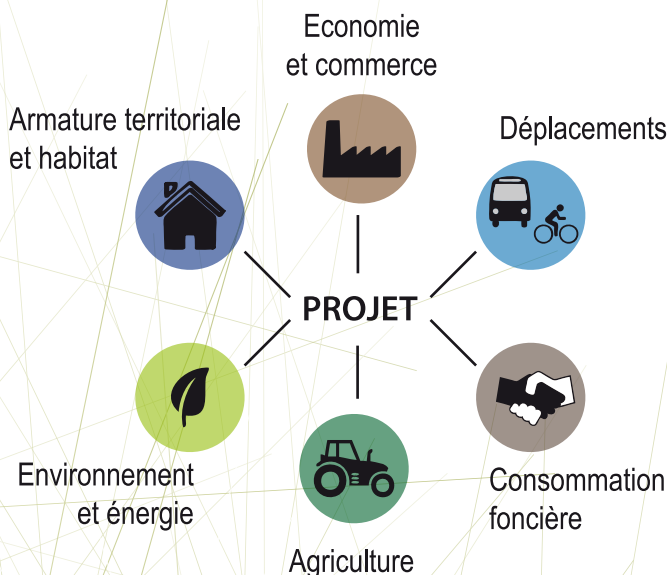 Economie
et commerce
Armature territoriale
et habitat
Déplacements
PROJET
Environnement
et énergie
Consommation
foncière
Agriculture